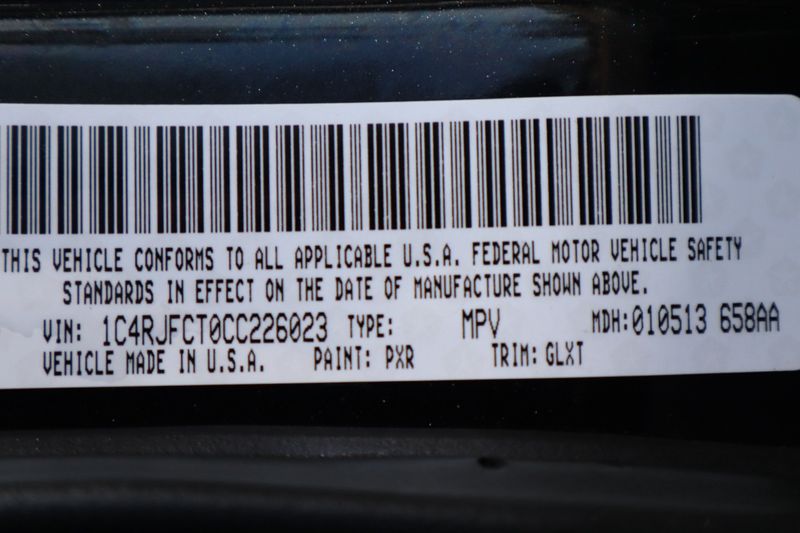 THIS VEHICLE CONFORMS TO ALL APPLICABLE U.S.A. FEDERAL MOTOR VEHICLE SAFETY
STANDARDS IN EFFECT ON THE DATE OF MANUFACTURE SHOWN ABOVE.
VIN: 1C4RJFCT0CC226023 TYPE: MPV MDH:010513 658AA
VEHICLE MADE IN U.S.A. PAINT: PXR TRIM: GLXT